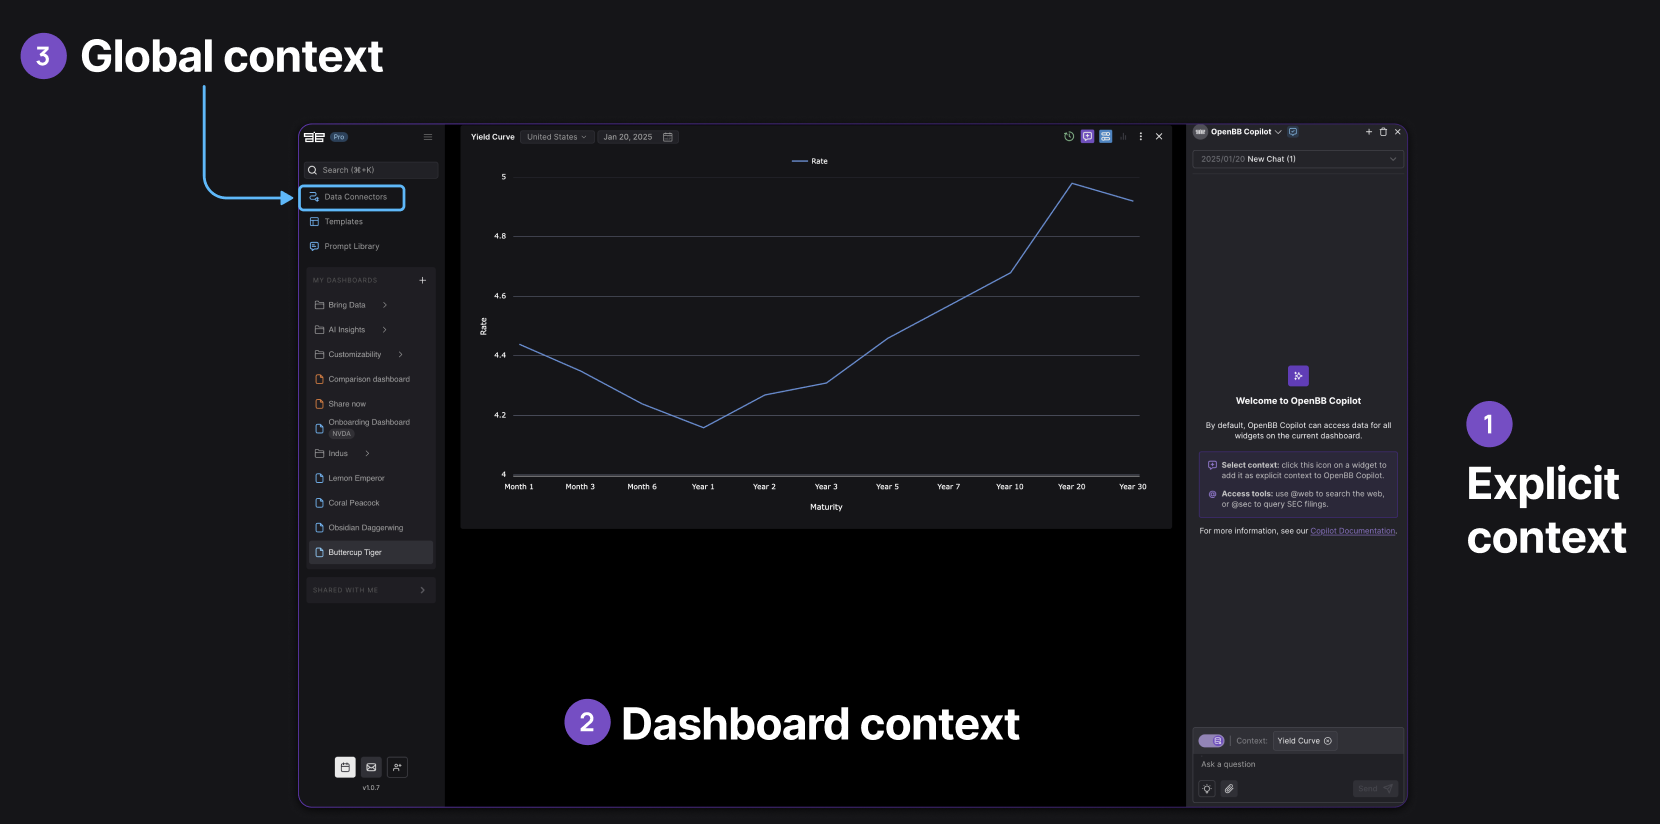 3 Global context
Pro
Search (⌘+K)
Data Connectors
Templates
Prompt Library
MY DASHBOARDS
Bring Data
AI Insights
Customizability
Comparison dashboard
Share now
Onboarding Dashboard
NVDA
Indus
Lemon Emperor
Coral Peacock
Obsidian Daggerwing
Buttercup Tiger
SHARED WITH ME
v1.0.7
Yield Curve United States Jan 20, 2025
Rate
5
4.8
4.6
4.4
4.2
4
Rate
Month 1 Month 3 Month 6 Year 1 Year 2 Year 3 Year 5 Year 7 Year 10 Year 20 Year 30
Maturity
2 Dashboard context
OpenBB Copilot
2025/01/20 New Chat (1)
Welcome to OpenBB Copilot
By default, OpenBB Copilot can access data for all
widgets on the current dashboard.
Select context: click this icon on a widget to
add it as explicit context to OpenBB Copilot.
@ Access tools: use @web to search the web,
or @sec to query SEC filings.
For more information, see our Copilot Documentation.
Context: Yield Curve
Ask a question
Send
1
Explicit
context